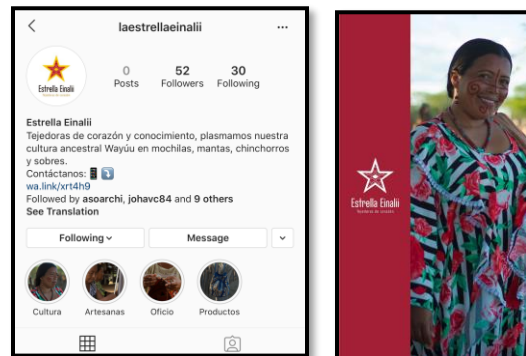 laestrellaeinalii
...
Estrella Einalii
0
Posts
52
Followers
30
Following
Estrella Einalii
Tejedoras de corazón y conocimiento, plasmamos nuestra
cultura ancestral Wayúu en mochilas, mantas, chinchorros
y sobres.
Contáctanos:
wa.link/xrt4h9
Followed by asoarchi, johavc84 and 9 others
See Translation
Following
Message
Cultura
Artesanas
Oficio
Productos
Estrella Einalii